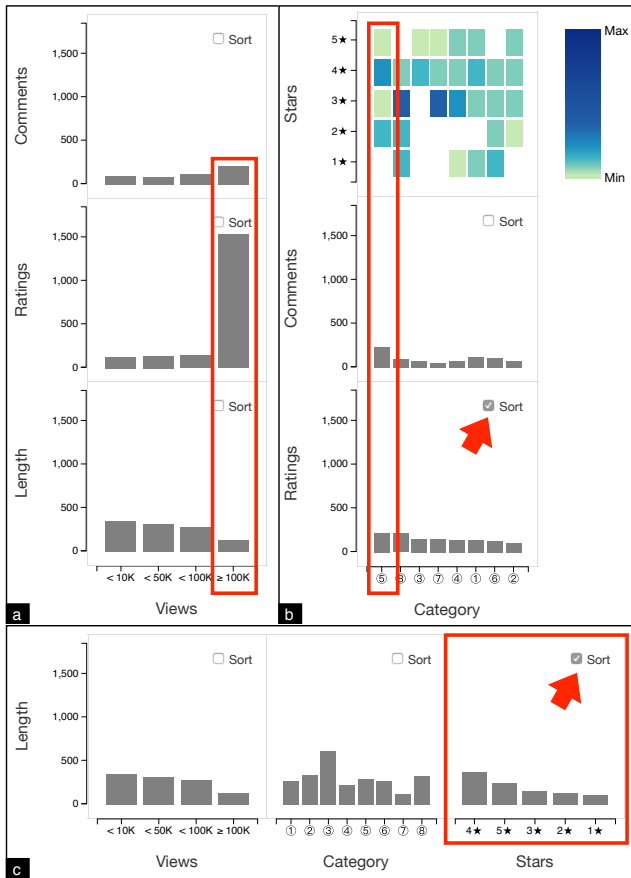 Sort
Comments
1,500
1,000
500
0
Sort
Ratings
1,500
1,000
500
0
Sort
Length
1,500
1,000
500
0
< 10K < 50K < 100K ≥ 100K
Views
a
5★
4★
3★
2★
1★
Stars
Max
Min
Sort
Comments
1,500
1,000
500
0
Sort
Ratings
1,500
1,000
500
0
⑤ ⑧ ③ ⑦ ④ ① ⑥ ②
Category
b
Sort Sort Sort
Length
1,500
1,000
500
0
< 10K < 50K < 100K ≥ 100K ① ② ③ ④ ⑤ ⑥ ⑦ ⑧ 4★ 5★ 3★ 2★ 1★
Views Category Stars
c